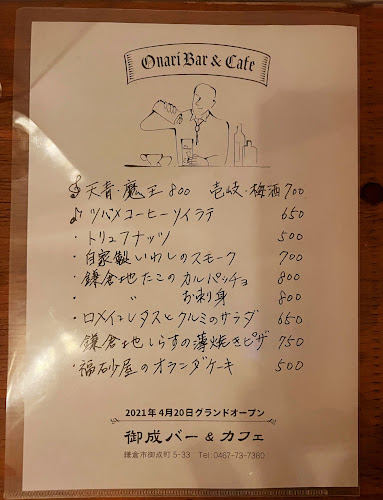 Onari Bar & Cafe
天青・魔王 800 壱岐・梅酒 700
ツバメコーヒーソイラテ 650
・トリュフナッツ 500
・自家製いわしのスモーク 700
・鎌倉地たこのカルパッチョ 800
・ 〃 お刺身 800
・ロメインレタスとクルミのサラダ 650
鎌倉地しらすの薄焼きピザ 750
・福砂屋のオランダケーキ 500
2021年4月20日グランドオープン
御成バー & カフェ
鎌倉市御成町 5-33 Tel:0467-73-7360